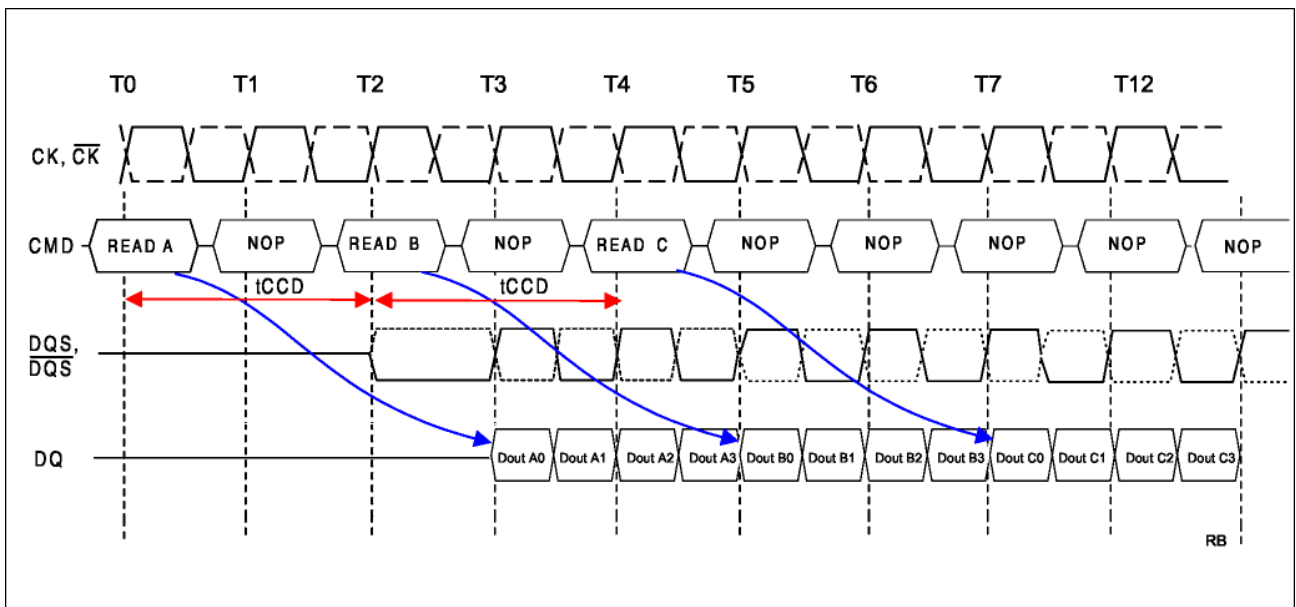 T0 T1 T2 T3 T4 T5 T6 T7 T12
CK, CK
CMD READ A NOP READ B NOP READ C NOP NOP NOP NOP NOP
tCCD tCCD
DQS,
DQS
DQ Dout A0 Dout A1 Dout A2 Dout A3 Dout B0 Dout B1 Dout B2 Dout B3 Dout C0 Dout C1 Dout C2 Dout C3
RB